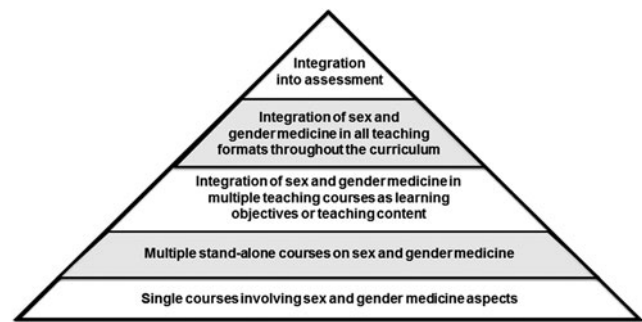 Integration
into assessment
Integration of sex and
gender medicine in all teaching
formats throughout the curriculum
Integration of sex and gender medicine in
multiple teaching courses as learning
objectives or teaching content
Multiple stand-alone courses on sex and gender medicine
Single courses involving sex and gender medicine aspects